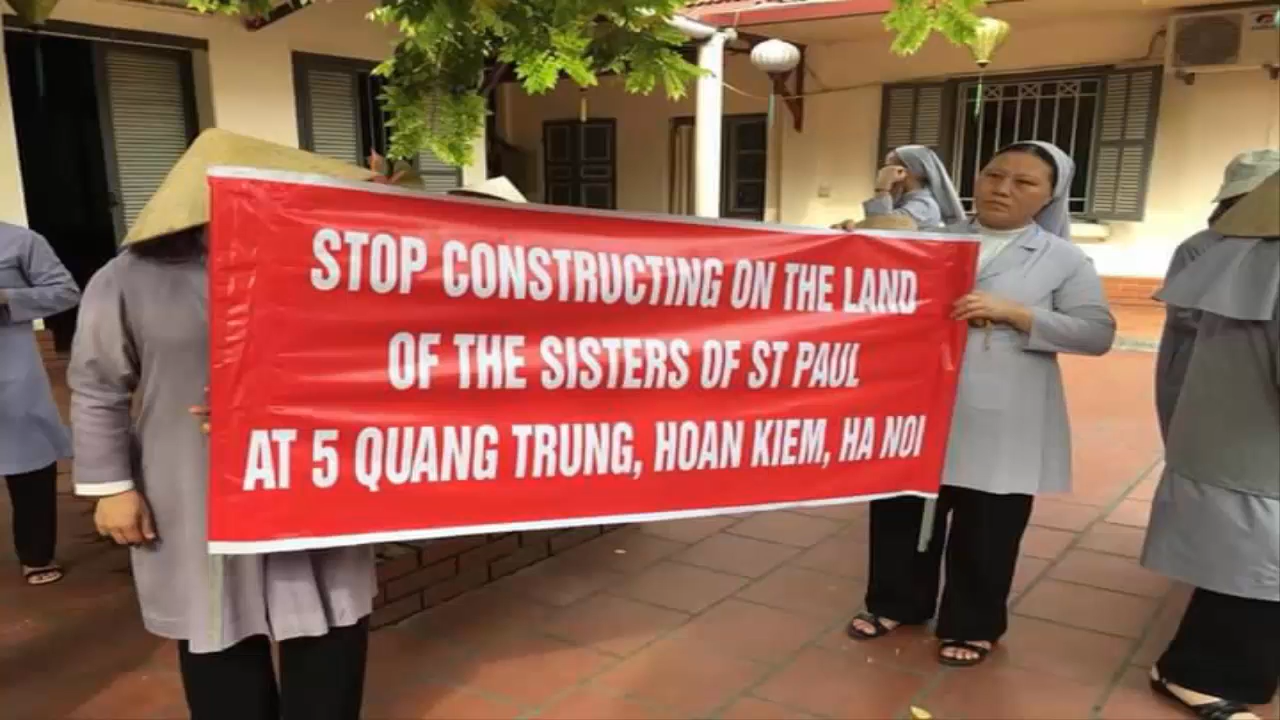 STOP CONSTRUCTING ON THE LAND
OF THE SISTERS OF ST PAUL
AT 5 QUANG TRUNG, HOAN KIEM, HA NOI